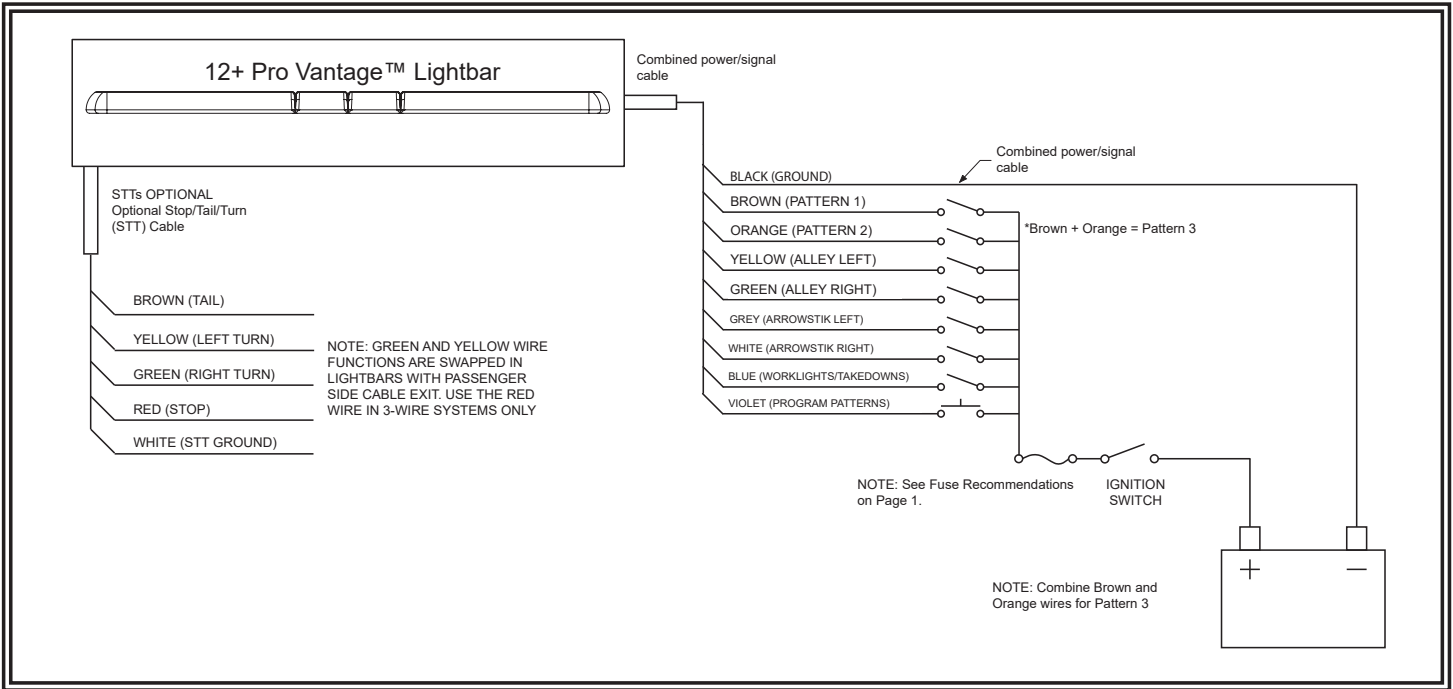 12+ Pro Vantage™ Lightbar
Combined power/signal
cable
STTs OPTIONAL
Optional Stop/Tail/Turn
(STT) Cable
BROWN (TAIL)
YELLOW (LEFT TURN)
GREEN (RIGHT TURN)
RED (STOP)
WHITE (STT GROUND)
NOTE: GREEN AND YELLOW WIRE
FUNCTIONS ARE SWAPPED IN
LIGHTBARS WITH PASSENGER
SIDE CABLE EXIT. USE THE RED
WIRE IN 3-WIRE SYSTEMS ONLY
Combined power/signal
cable
BLACK (GROUND)
BROWN (PATTERN 1)
ORANGE (PATTERN 2)
YELLOW (ALLEY LEFT)
GREEN (ALLEY RIGHT)
GREY (ARROWSTIK LEFT)
WHITE (ARROWSTIK RIGHT)
BLUE (WORKLIGHTS/TAKEDOWNS)
VIOLET (PROGRAM PATTERNS)
*Brown + Orange = Pattern 3
NOTE: See Fuse Recommendations
on Page 1.
IGNITION
SWITCH
+ −
NOTE: Combine Brown and
Orange wires for Pattern 3